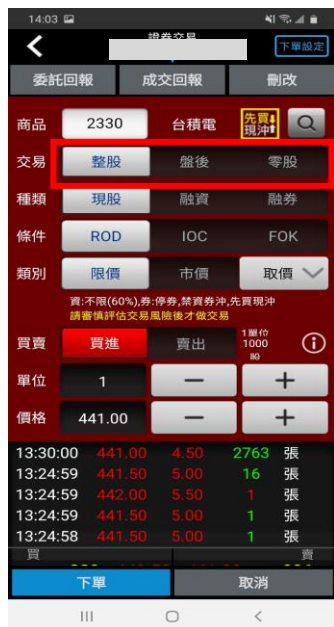 14:03
證券交易
下單設定
委託回報 成交回報 刪改
商品 2330 台積電 先買↓現沖↑
交易 整股 盤後 零股
種類 現股 融資 融券
條件 ROD IOC FOK
類別 限價 市價 取價
資:不限(60%),券:停券,禁資券沖,先買現沖
請審慎評估交易風險後才做交易
買賣 買進 賣出 1單位 1000 股
單位 1 — +
價格 441.00 — +
13:30:00 441.00 4.50 2763 張
13:24:59 441.50 5.00 16 張
13:24:59 442.00 5.50 1 張
13:24:59 441.50 5.00 1 張
13:24:58 441.50 5.00 1 張
買 賣
下單 取消